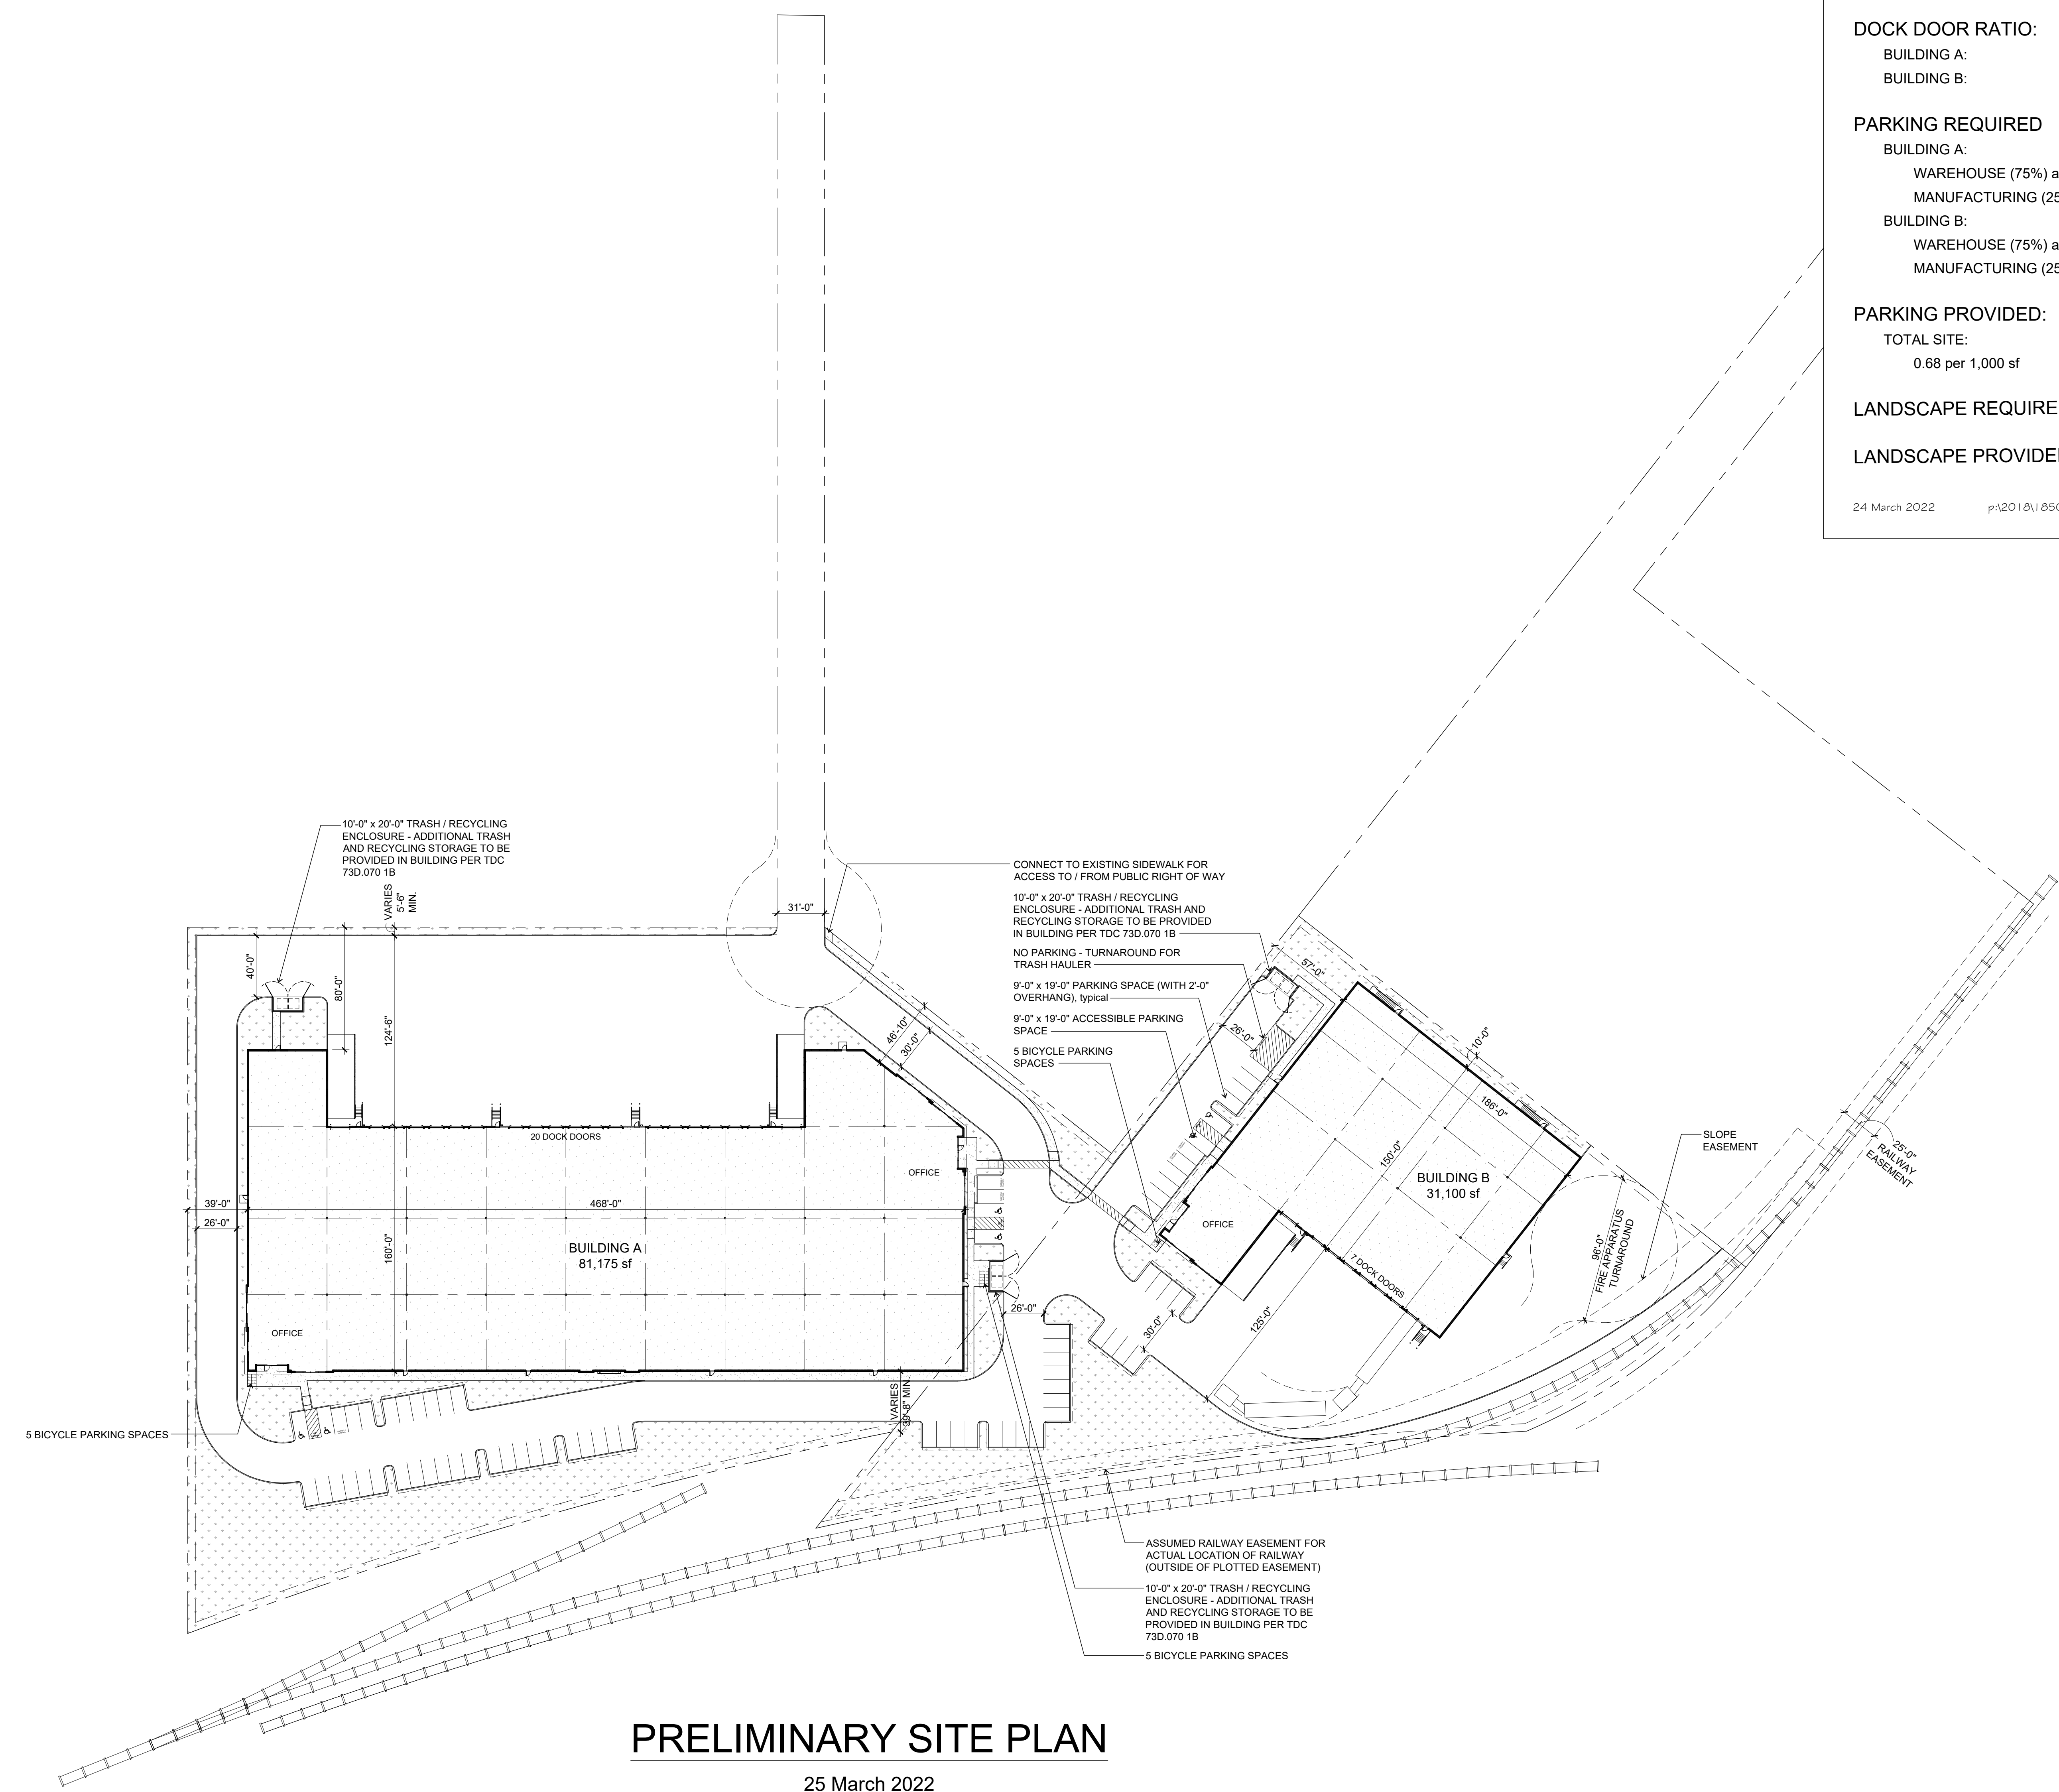 DOCK DOOR RATIO:
BUILDING A:
BUILDING B:
PARKING REQUIRED
BUILDING A:
WAREHOUSE (75%) a
MANUFACTURING (25
BUILDING B:
WAREHOUSE (75%) a
MANUFACTURING (25
PARKING PROVIDED:
TOTAL SITE:
0.68 per 1,000 sf
LANDSCAPE REQUIRE
LANDSCAPE PROVIDE
24 March 2022 p:\2018\1850
10'-0" x 20'-0" TRASH / RECYCLING
ENCLOSURE - ADDITIONAL TRASH
AND RECYCLING STORAGE TO BE
PROVIDED IN BUILDING PER TDC
73D.070 1B
VARIES
5'-6"
MIN.
40'-0"
80'-0"
124'-6"
31'-0"
CONNECT TO EXISTING SIDEWALK FOR
ACCESS TO / FROM PUBLIC RIGHT OF WAY
10'-0" x 20'-0" TRASH / RECYCLING
ENCLOSURE - ADDITIONAL TRASH AND
RECYCLING STORAGE TO BE PROVIDED
IN BUILDING PER TDC 73D.070 1B
NO PARKING - TURNAROUND FOR
TRASH HAULER
9'-0" x 19'-0" PARKING SPACE (WITH 2'-0"
OVERHANG), typical
9'-0" x 19'-0" ACCESSIBLE PARKING
SPACE
5 BICYCLE PARKING
SPACES
46'-10"
30'-0"
57'-0"
26'-0"
10'-0"
186'-0"
150'-0"
BUILDING B
31,100 sf
OFFICE
7 DOCK DOORS
125'-0"
30'-0"
96'-0"
FIRE APPARATUS
TURNAROUND
SLOPE
EASEMENT
25'-0"
RAILWAY
EASEMENT
20 DOCK DOORS
OFFICE
39'-0"
26'-0"
468'-0"
160'-0"
BUILDING A
81,175 sf
OFFICE
26'-0"
VARIES
39'-8" MIN.
5 BICYCLE PARKING SPACES
ASSUMED RAILWAY EASEMENT FOR
ACTUAL LOCATION OF RAILWAY
(OUTSIDE OF PLOTTED EASEMENT)
10'-0" x 20'-0" TRASH / RECYCLING
ENCLOSURE - ADDITIONAL TRASH
AND RECYCLING STORAGE TO BE
PROVIDED IN BUILDING PER TDC
73D.070 1B
5 BICYCLE PARKING SPACES
PRELIMINARY SITE PLAN
25 March 2022